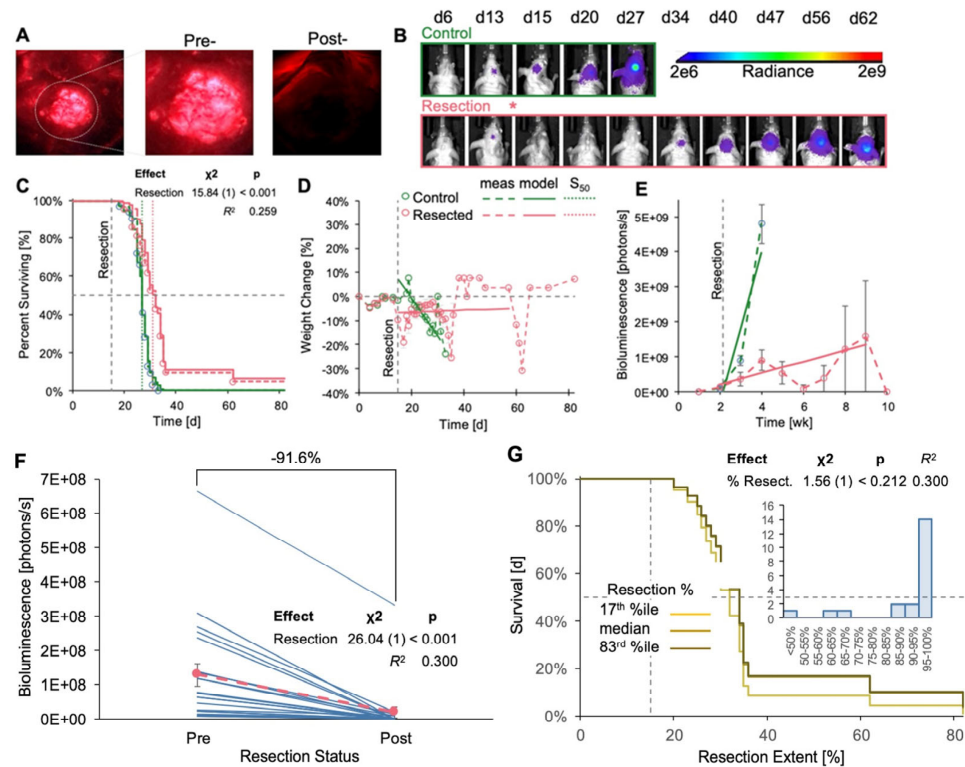 A
Pre-
Post-
B
d6 d13 d15 d20 d27 d34 d40 d47 d56 d62
Control
2e6 Radiance 2e9
Resection *
C
Effect χ2 p
Resection 15.84 (1) < 0.001
R² 0.259
100%
80%
60%
40%
20%
0%
Percent Surviving [%]
Resection
0 20 40 60 80
Time [d]
D
meas model S50
Control
Resected
40%
30%
20%
10%
0%
-10%
-20%
-30%
-40%
Weight Change [%]
Resection
0 20 40 60 80
Time [d]
E
5E+09
4E+09
3E+09
2E+09
1E+09
0E+00
Bioluminescence [photons/s]
Resection
0 2 4 6 8 10
Time [wk]
F
-91.6%
7E+08
6E+08
5E+08
4E+08
3E+08
2E+08
1E+08
0E+00
Bioluminescence [photons/s]
Effect χ2 p
Resection 26.04 (1) < 0.001
R² 0.300
Pre Post
Resection Status
G
Effect χ2 p R²
% Resect. 1.56 (1) < 0.212 0.300
100%
80%
60%
40%
20%
0%
Survival [d]
Resection %
17th %ile
median
83rd %ile
16
14
12
10
8
6
4
2
0
<50%
50-55%
55-60%
60-65%
65-70%
70-75%
75-80%
80-85%
85-90%
90-95%
95-100%
0 20 40 60 80
Resection Extent [%]